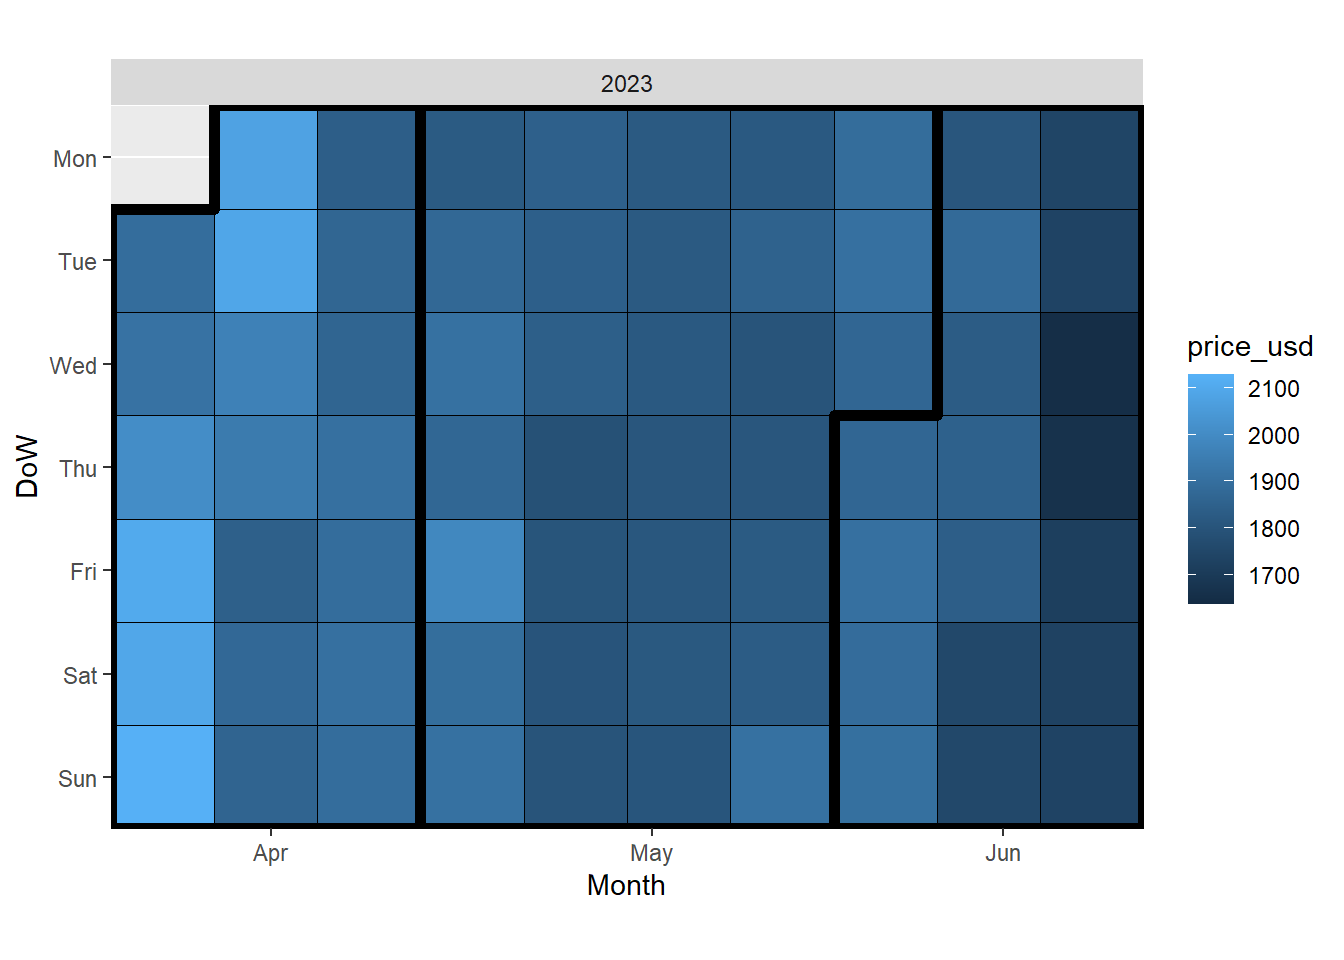 2023
Mon
Tue
Wed
Thu
Fri
Sat
Sun
DoW
Apr
May
Jun
Month
price_usd
2100
2000
1900
1800
1700